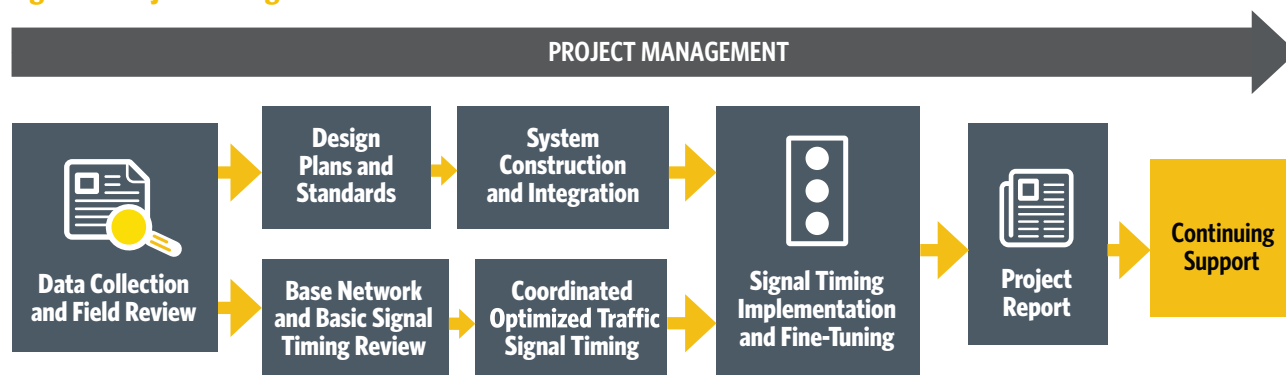 PROJECT MANAGEMENT
Data Collection
and Field Review
Design
Plans and
Standards
System
Construction
and Integration
Base Network
and Basic Signal
Timing Review
Coordinated
Optimized Traffic
Signal Timing
Signal Timing
Implementation
and Fine-Tuning
Project
Report
Continuing
Support